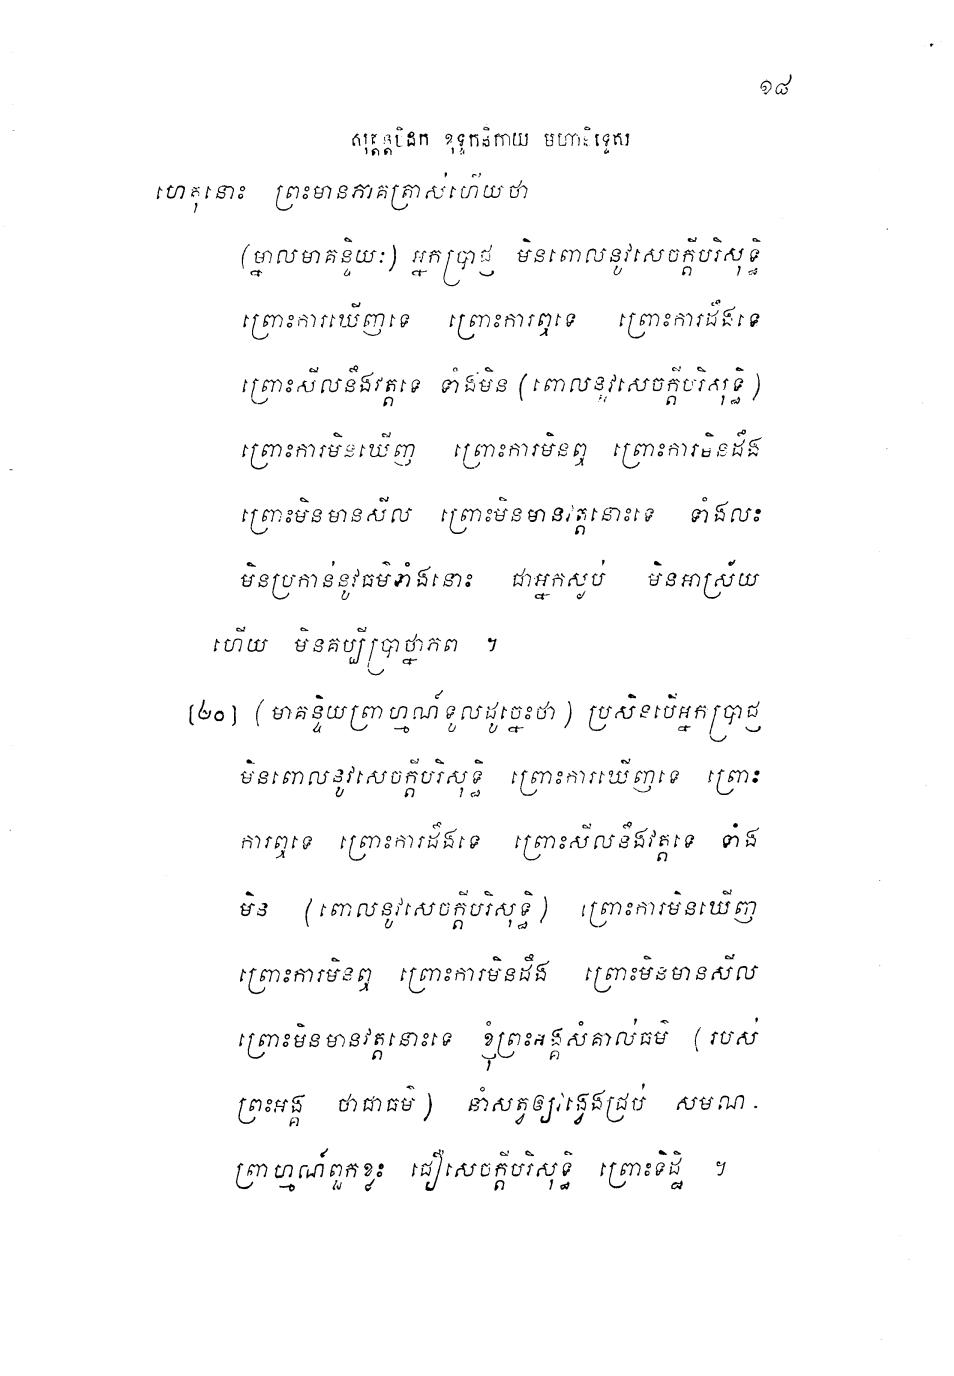 ១៨
សុត្តន្តបិដក ខុទ្ទកនិកាយ មហានិទ្ទេស
ហេតុនោះ ព្រះមានភាគត្រាស់ហើយថា
(ម្នាលមាគន្ទិយៈ) អ្នកប្រាជ្ញ មិនពោលនូវសេចក្តីបរិសុទ្ធិ
ព្រោះការឃើញទេ ព្រោះការឮទេ ព្រោះការដឹងទេ
ព្រោះសីលនឹងវត្តទេ ទាំងមិន (ពោលនូវសេចក្តីបរិសុទ្ធិ)
ព្រោះការមិនឃើញ ព្រោះការមិនឮ ព្រោះការមិនដឹង
ព្រោះមិនមានសីល ព្រោះមិនមានវត្តនោះទេ ទាំងលះ
មិនប្រកាន់នូវធម៌ទាំងនោះ ជាអ្នកស្ងប់ មិនអាស្រ័យ
ហើយ មិនគប្បីប្រាថ្នាភព ។
[៦០] (មាគន្ទិយព្រាហ្មណ៍ទូលដូច្នេះថា) ប្រសិនបើអ្នកប្រាជ្ញ
មិនពោលនូវសេចក្តីបរិសុទ្ធិ ព្រោះការឃើញទេ ព្រោះ
ការឮទេ ព្រោះការដឹងទេ ព្រោះសីលនឹងវត្តទេ ទាំង
មិន (ពោលនូវសេចក្តីបរិសុទ្ធិ) ព្រោះការមិនឃើញ
ព្រោះការមិនឮ ព្រោះការមិនដឹង ព្រោះមិនមានសីល
ព្រោះមិនមានវត្តនោះទេ ខ្ញុំព្រះអង្គសំគាល់ធម៌ (របស់
ព្រះអង្គ ថាជាធម៌) នាំសត្វឲ្យវង្វេងជ្រប់ សមណ-
ព្រាហ្មណ៍ពួកខ្លះ ជឿសេចក្តីបរិសុទ្ធិ ព្រោះទិដ្ឋិ ។